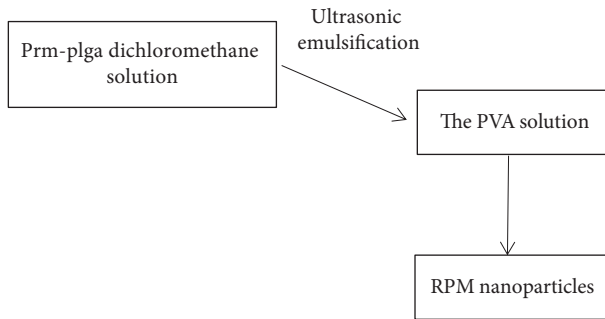 Ultrasonic
emulsification
Prm-plga dichloromethane
solution
The PVA solution
RPM nanoparticles